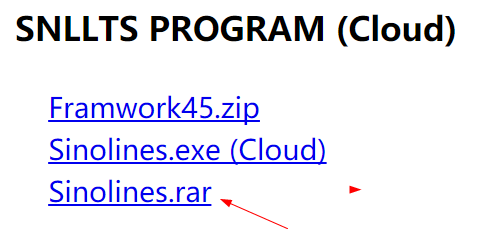 SNLLTS PROGRAM (Cloud)
Framwork45.zip
Sinolines.exe (Cloud)
Sinolines.rar